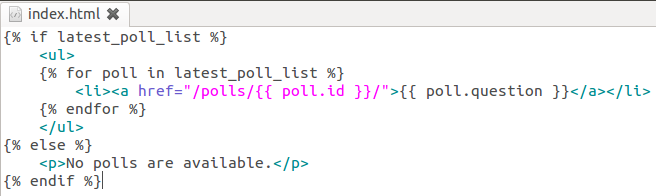 index.html
{% if latest_poll_list %}
    <ul>
    {% for poll in latest_poll_list %}
        <li><a href="/polls/{{ poll.id }}/">{{ poll.question }}</a></li>
    {% endfor %}
    </ul>
{% else %}
    <p>No polls are available.</p>
{% endif %}